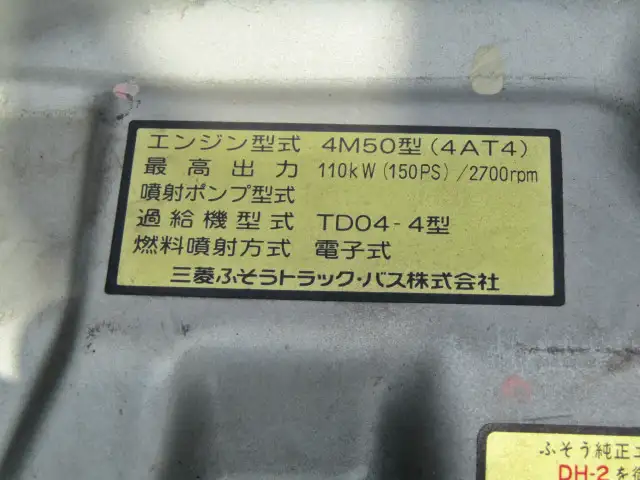 エンジン型式 4M50型(4AT4)
最高出力 110kW(150PS)/2700rpm
噴射ポンプ型式
過給機型式 TD04-4型
燃料噴射方式 電子式
三菱ふそうトラック・バス株式会社
ふそう純正エ
DH-2を